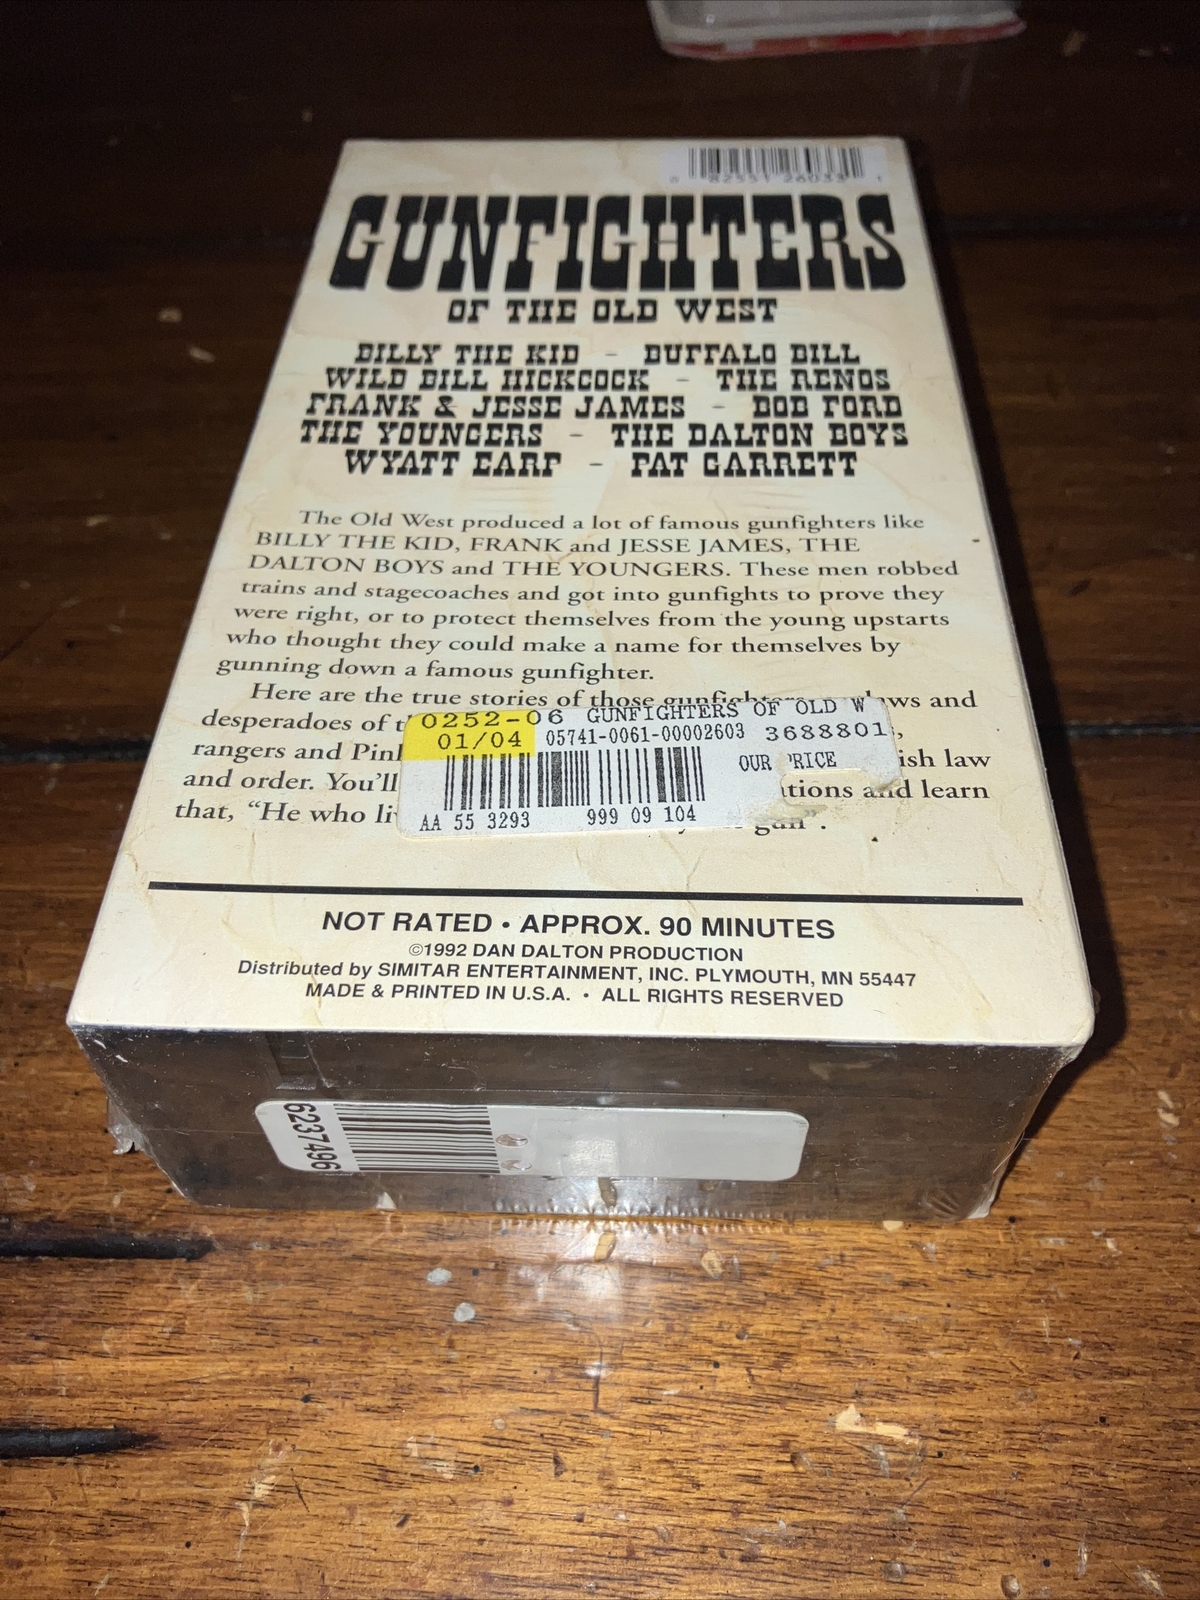 GUNFIGHTERS
OF THE OLD WEST
BILLY THE KID - BUFFALO BILL
WILD BILL HICKCOCK - THE RENOS
FRANK & JESSE JAMES - BOB FORD
THE YOUNGERS - THE DALTON BOYS
WYATT EARP - PAT GARRETT
The Old West produced a lot of famous gunfighters like
BILLY THE KID, FRANK and JESSE JAMES, THE
DALTON BOYS and THE YOUNGERS. These men robbed
trains and stagecoaches and got into gunfights to prove they
were right, or to protect themselves from the young upstarts
who thought they could make a name for themselves by
gunning down a famous gunfighter.
Here are the true stories of those gunfighters and
desperadoes of
rangers and law
and order. You'll and learn
that, "He who gun".
0252-06 GUNFIGHTERS OF OLD W
01/04 05741-0061-00002603 3688801
OUR PRICE
AA 55 3293 999 09 104
NOT RATED • APPROX. 90 MINUTES
©1992 DAN DALTON PRODUCTION
Distributed by SIMITAR ENTERTAINMENT, INC. PLYMOUTH, MN 55447
MADE & PRINTED IN U.S.A. • ALL RIGHTS RESERVED
6237496